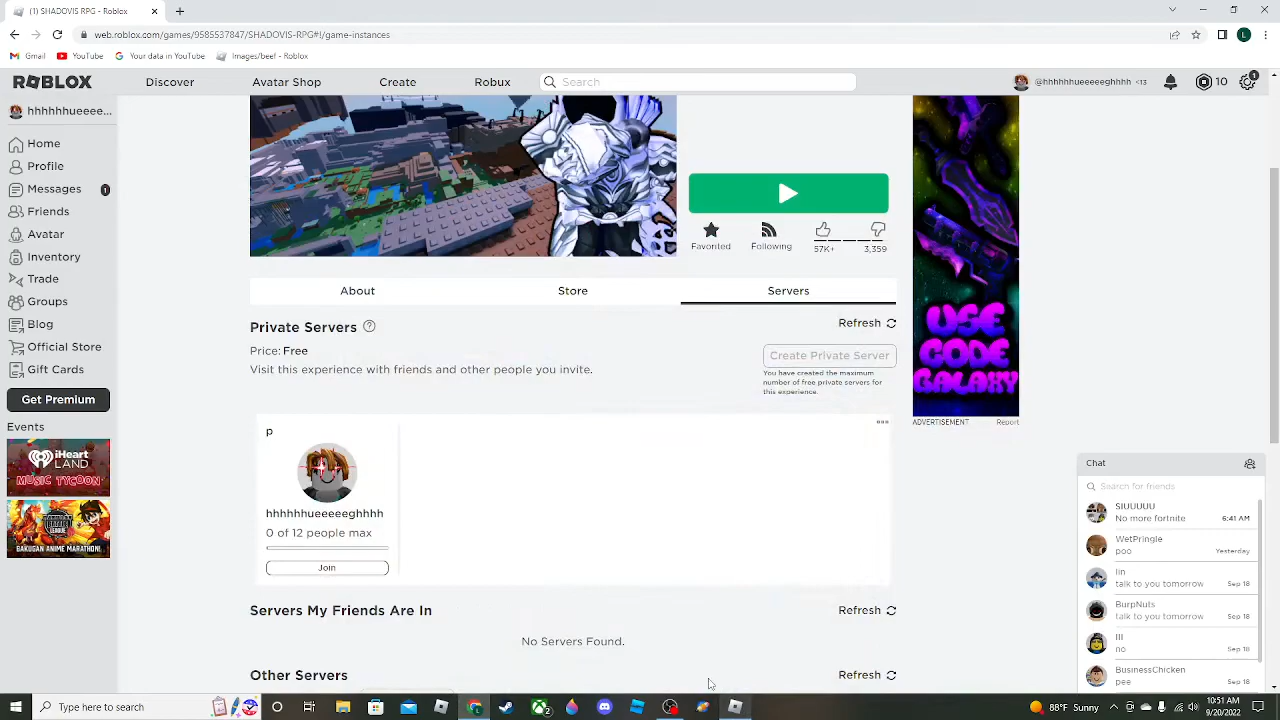 (1) SHADOVIS RPG - Roblox
web.roblox.com/games/9585537847/SHADOVIS-RPG#!/game-instances
Gmail YouTube Your data in YouTube Images/beef - Roblox
ROBLOX Discover Avatar Shop Create Robux Search @hhhhhhueeeeeghhhh <13 10 1
hhhhhhueeee...
Home
Profile
Messages 1
Friends
Avatar
Inventory
Trade
Groups
Blog
Official Store
Gift Cards
Get Premium
Events
iHeart
LAND
MUSIC TYCOON
BAKUGAN ANIME MARATHON!
Favorited Following 57K+ 3,359
About Store Servers
Private Servers Refresh
Price: Free
Create Private Server
Visit this experience with friends and other people you invite.
You have created the maximum
number of free private servers for
this experience.
p
hhhhhhueeeeeghhhh
0 of 12 people max
Join
Servers My Friends Are In Refresh
No Servers Found.
Other Servers Refresh
USE
CODE
GALAXY
ADVERTISEMENT Report
Chat
Search for friends
SIUUUUU
No more fortnite 6:41 AM
WetPringle
poo Yesterday
talk to you tomorrow Sep 18
BurpNuts
talk to you tomorrow Sep 18
no Sep 18
BusinessChicken
pee Sep 18
Type here to search
88°F Sunny
10:51 AM
9/20/2022